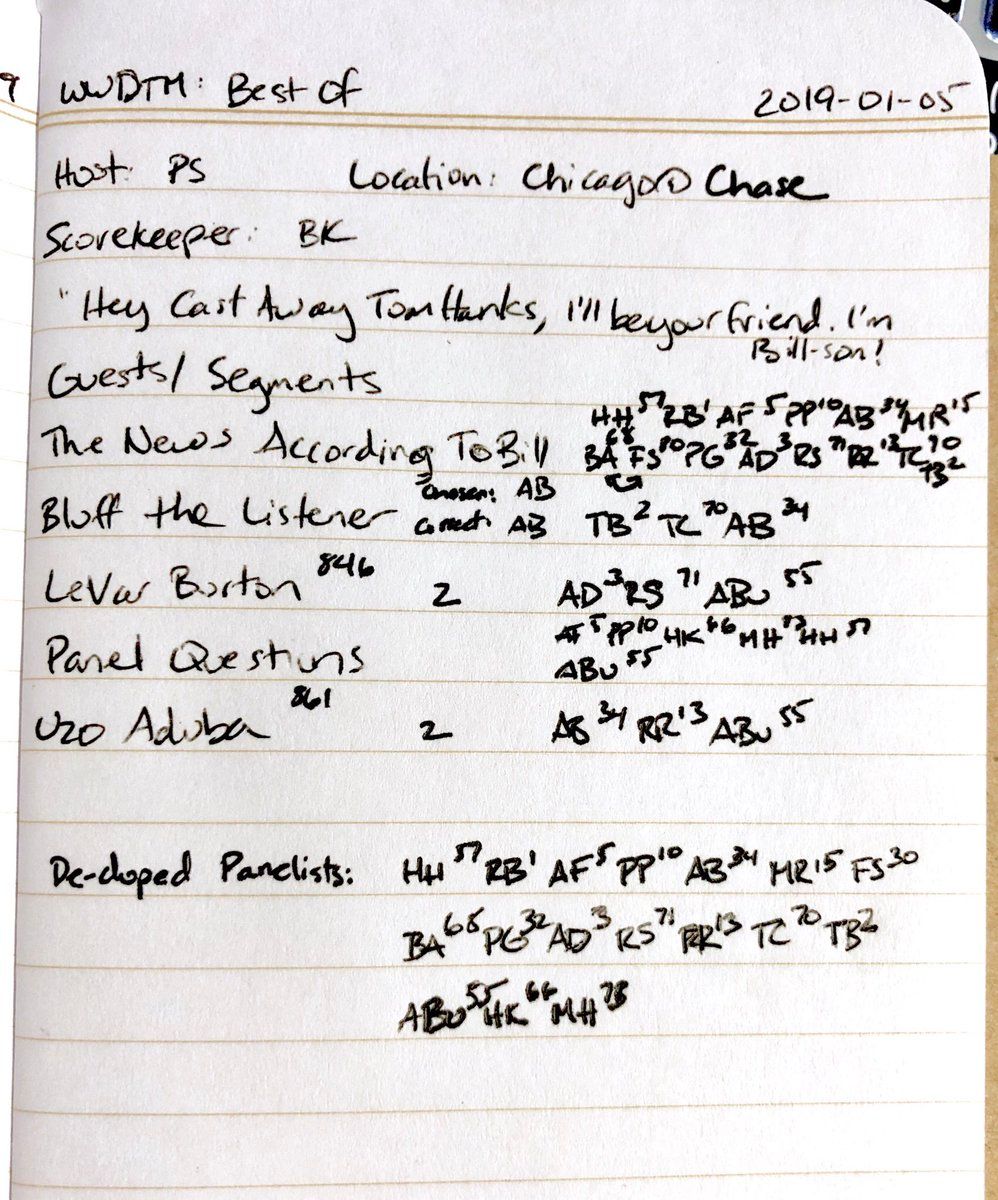 9
WWDTM: Best Of 2019-01-05
Host: PS Location: Chicago Chase
Scorekeeper: BK
"Hey Cast Away Tom Hanks, I'll be your friend. I'm
Bill-son!
Guests/ Segments
HH 57 RB 1 AF 5 PP 10 AB 34 MR 15
The News According To Bill BA 68 FS 30 PG 32 AD 3 RS 71 RR 13 TC 70
TB 2
chosen: AB
Bluff the Listener correct: AB TB 2 TC 70 AB 34
LeVar Burton 846 2 AD 3 RS 71 ABu 55
AF 5 PP 10 HK 66 MH 73 HH 57
Panel Questions
ABu 55
Uzo Aduba 861 2 AB 34 RR 13 ABu 55
De-duped Panelists: HH 57 RB 1 AF 5 PP 10 AB 34 MR 15 FS 30
BA 68 PG 32 AD 3 RS 71 RR 13 TC 70 TB 2
ABu 55 HK 66 MH 73